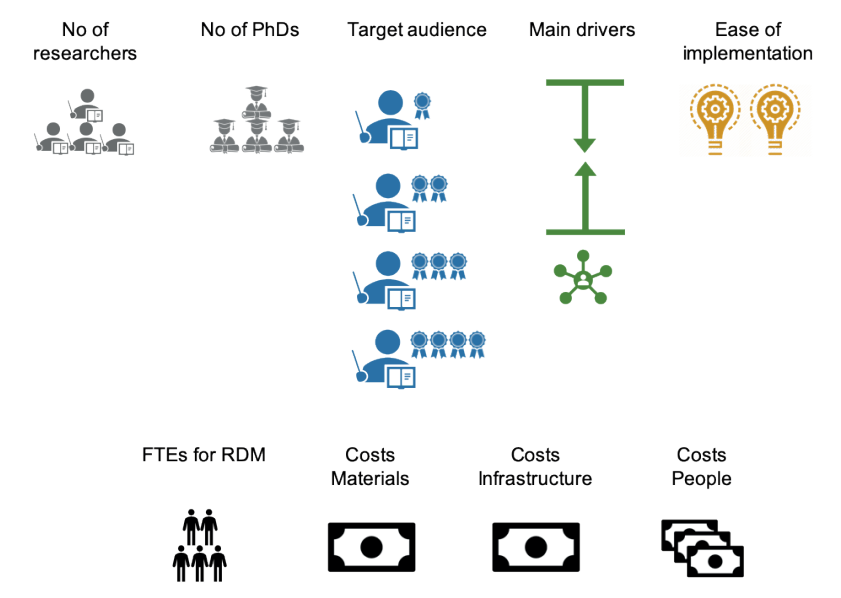 No of
researchers
No of PhDs
Target audience
Main drivers
Ease of
implementation
FTEs for RDM
Costs
Materials
Costs
Infrastructure
Costs
People